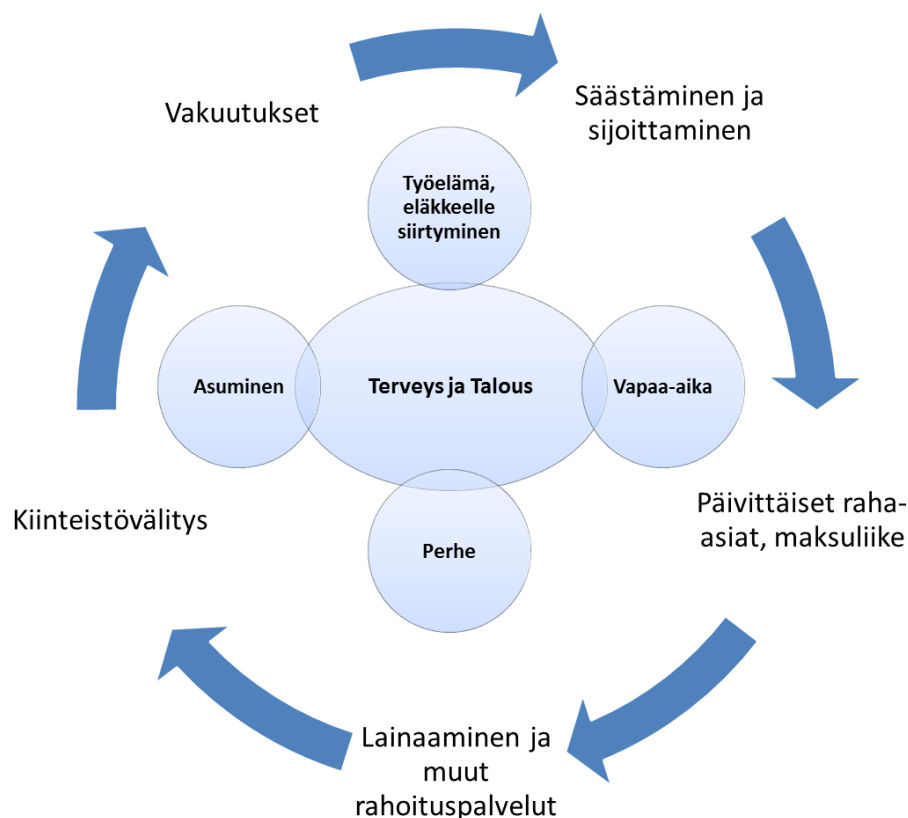 Vakuutukset
Säästäminen ja
sijoittaminen
Työelämä,
eläkkeelle
siirtyminen
Asuminen
Terveys ja Talous
Vapaa-aika
Kiinteistövälitys
Päivittäiset raha-
asiat, maksuliike
Perhe
Lainaaminen ja
muut
rahoituspalvelut